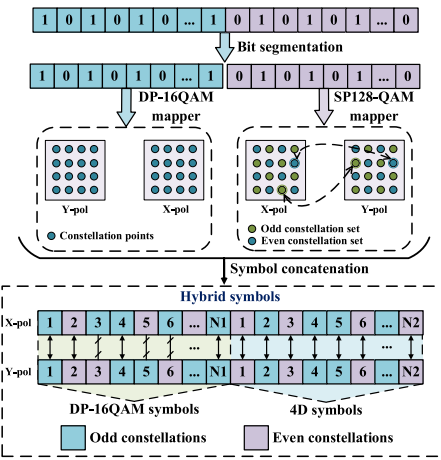 1 0 1 0 1 0 ... 1 0 1 0 1 0 1 ... 0
Bit segmentation
1 0 1 0 1 0 ... 1 0 1 0 1 0 1 ... 0
DP-16QAM mapper
SP128-QAM mapper
Y-pol X-pol X-pol Y-pol
Constellation points
Odd constellation set
Even constellation set
Symbol concatenation
Hybrid symbols
X-pol 1 2 3 4 5 6 ... N1 1 2 3 4 5 6 ... N2
... ...
Y-pol 1 2 3 4 5 6 ... N1 1 2 3 4 5 6 ... N2
DP-16QAM symbols 4D symbols
Odd constellations Even constellations